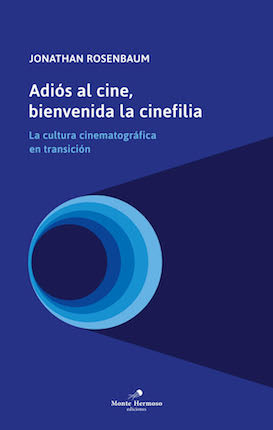 JONATHAN ROSENBAUM
Adiós al cine,
bienvenida la cinefilia
La cultura cinematográfica
en transición
Monte Hermoso
ediciones